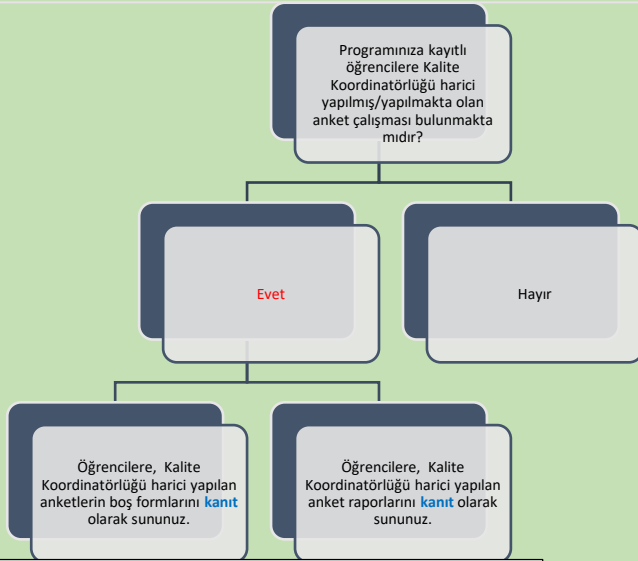 Programınıza kayıtlı
öğrencilere Kalite
Koordinatörlüğü harici
yapılmış/yapılmakta olan
anket çalışması bulunmakta
mıdır?
Evet
Hayır
Öğrencilere, Kalite
Koordinatörlüğü harici yapılan
anketlerin boş formlarını kanıt
olarak sununuz.
Öğrencilere, Kalite
Koordinatörlüğü harici yapılan
anket raporlarını kanıt olarak
sununuz.